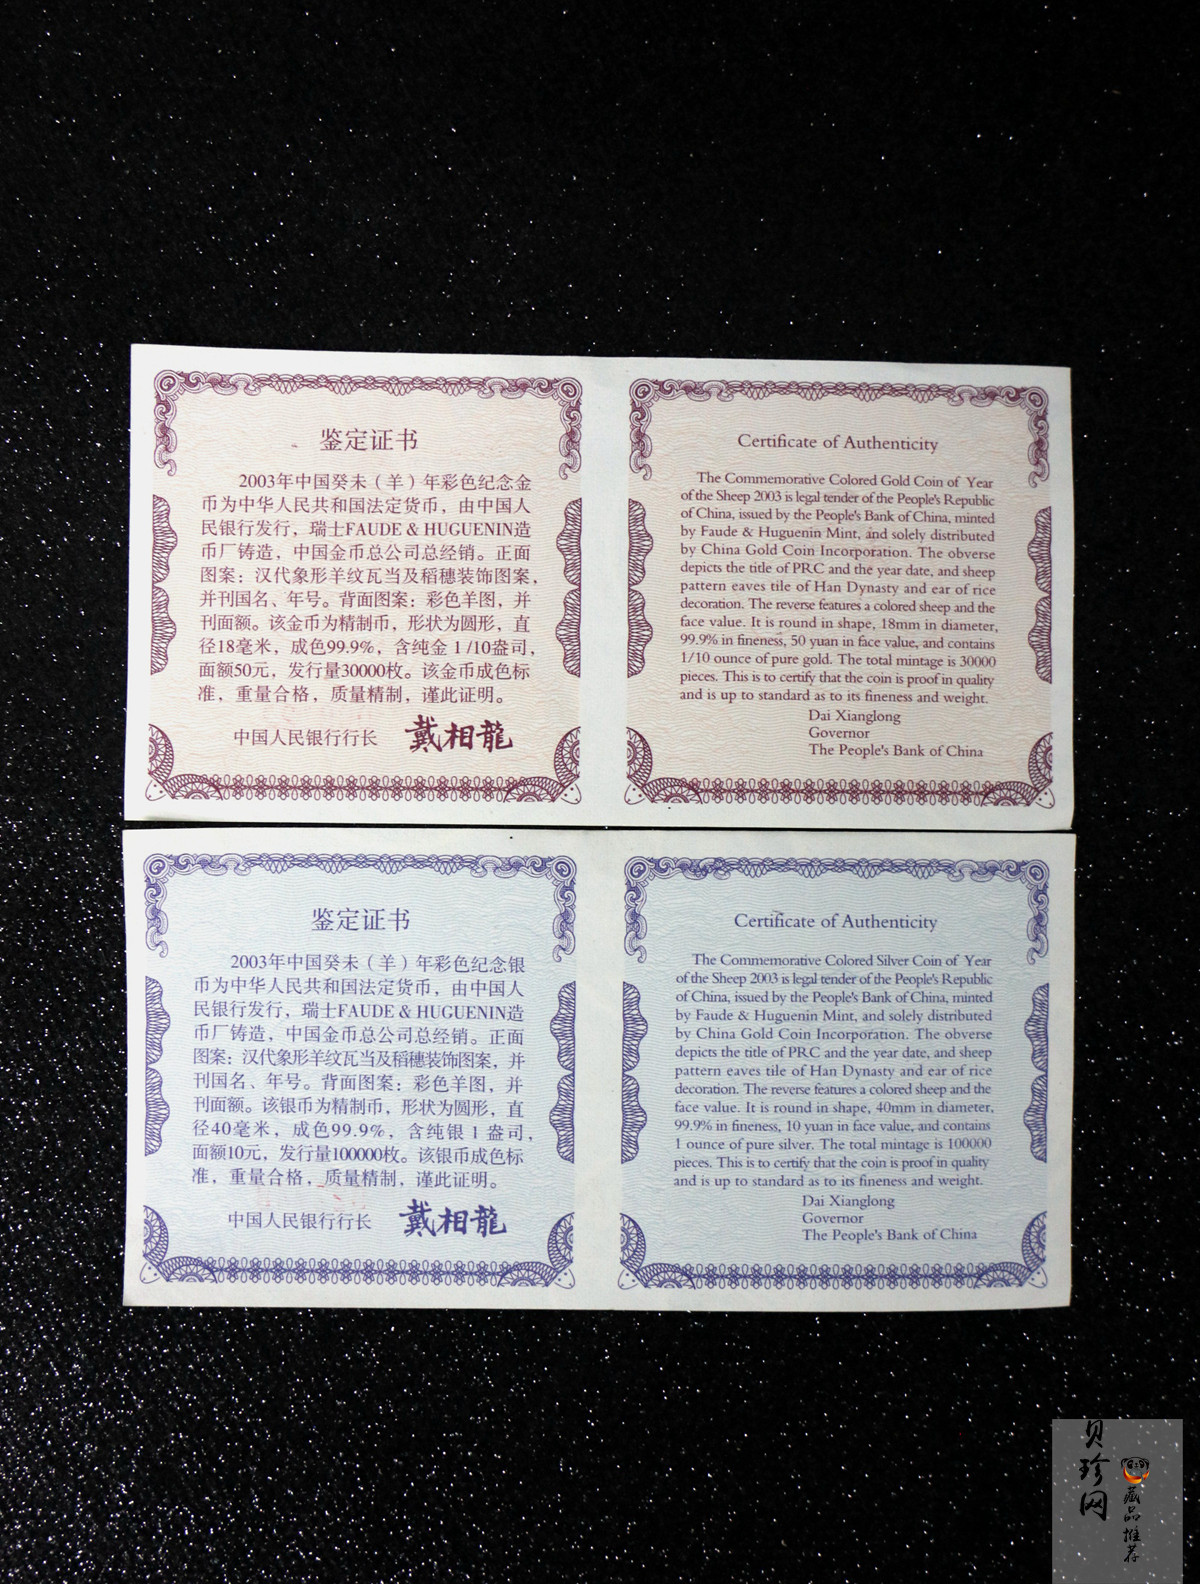 鉴定证书
2003年中国癸未（羊）年彩色纪念金
币为中华人民共和国法定货币，由中国人
民银行发行，瑞士FAUDE & HUGUENIN造
币厂铸造，中国金币总公司总经销。正面
图案：汉代象形羊纹瓦当及稻穗装饰图案，
并刊国名、年号。背面图案：彩色羊图，并
刊面额。该金币为精制币，形状为圆形，直
径18毫米，成色99.9%，含纯金 1/10盎司，
面额50元，发行量30000枚。该金币成色标
准，重量合格，质量精制，谨此证明。
中国人民银行行长 戴相龍
Certificate of Authenticity
The Commemorative Colored Gold Coin of Year
of the Sheep 2003 is legal tender of the People's Republic
of China, issued by the People's Bank of China, minted
by Faude & Huguenin Mint, and solely distributed
by China Gold Coin Incorporation. The obverse
depicts the title of PRC and the year date, and sheep
pattern eaves tile of Han Dynasty and ear of rice
decoration. The reverse features a colored sheep and the
face value. It is round in shape, 18mm in diameter,
99.9% in fineness, 50 yuan in face value, and contains
1/10 ounce of pure gold. The total mintage is 30000
pieces. This is to certify that the coin is proof in quality
and is up to standard as to its fineness and weight.
Dai Xianglong
Governor
The People's Bank of China
鉴定证书
2003年中国癸未（羊）年彩色纪念银
币为中华人民共和国法定货币，由中国人
民银行发行，瑞士FAUDE & HUGUENIN造
币厂铸造，中国金币总公司总经销。正面
图案：汉代象形羊纹瓦当及稻穗装饰图案，并
刊国名、年号。背面图案：彩色羊图，并
刊面额。该银币为精制币，形状为圆形，直
径40毫米，成色99.9%，含纯银 1 盎司，
面额10元，发行量100000枚。该银币成色标
准，重量合格，质量精制，谨此证明。
中国人民银行行长 戴相龍
Certificate of Authenticity
The Commemorative Colored Silver Coin of Year
of the Sheep 2003 is legal tender of the People's Republic
of China, issued by the People's Bank of China, minted
by Faude & Huguenin Mint, and solely distributed
by China Gold Coin Incorporation. The obverse
depicts the title of PRC and the year date, and sheep
pattern eaves tile of Han Dynasty and ear of rice
decoration. The reverse features a colored sheep and the
face value. It is round in shape, 40mm in diameter,
99.9% in fineness, 10 yuan in face value, and contains
1 ounce of pure silver. The total mintage is 100000
pieces. This is to certify that the coin is proof in quality
and is up to standard as to its fineness and weight.
Dai Xianglong
Governor
The People's Bank of China
贝珍网
藏品推荐